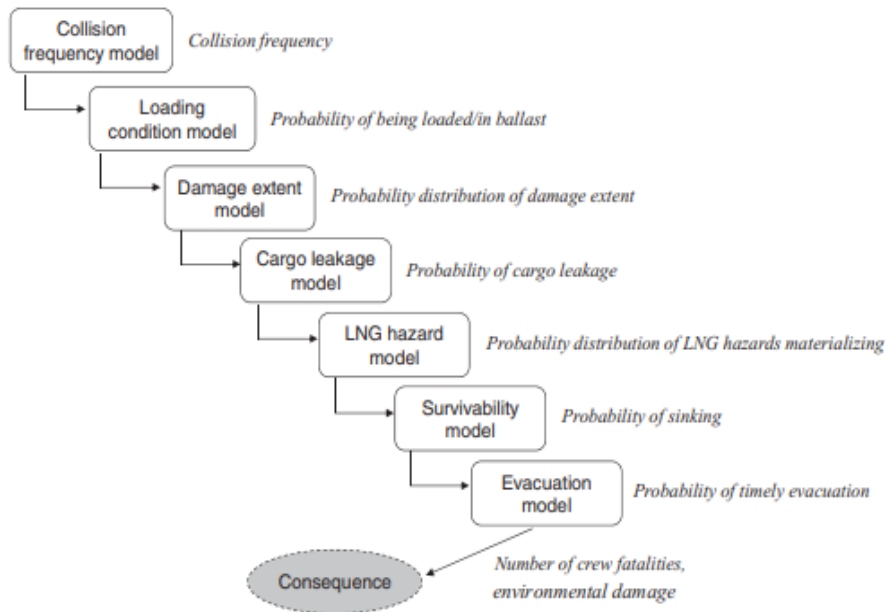 Collision
frequency model
Collision frequency
Loading
condition model
Probability of being loaded/in ballast
Damage extent
model
Probability distribution of damage extent
Cargo leakage
model
Probability of cargo leakage
LNG hazard
model
Probability distribution of LNG hazards materializing
Survivability
model
Probability of sinking
Evacuation
model
Probability of timely evacuation
Consequence
Number of crew fatalities,
environmental damage